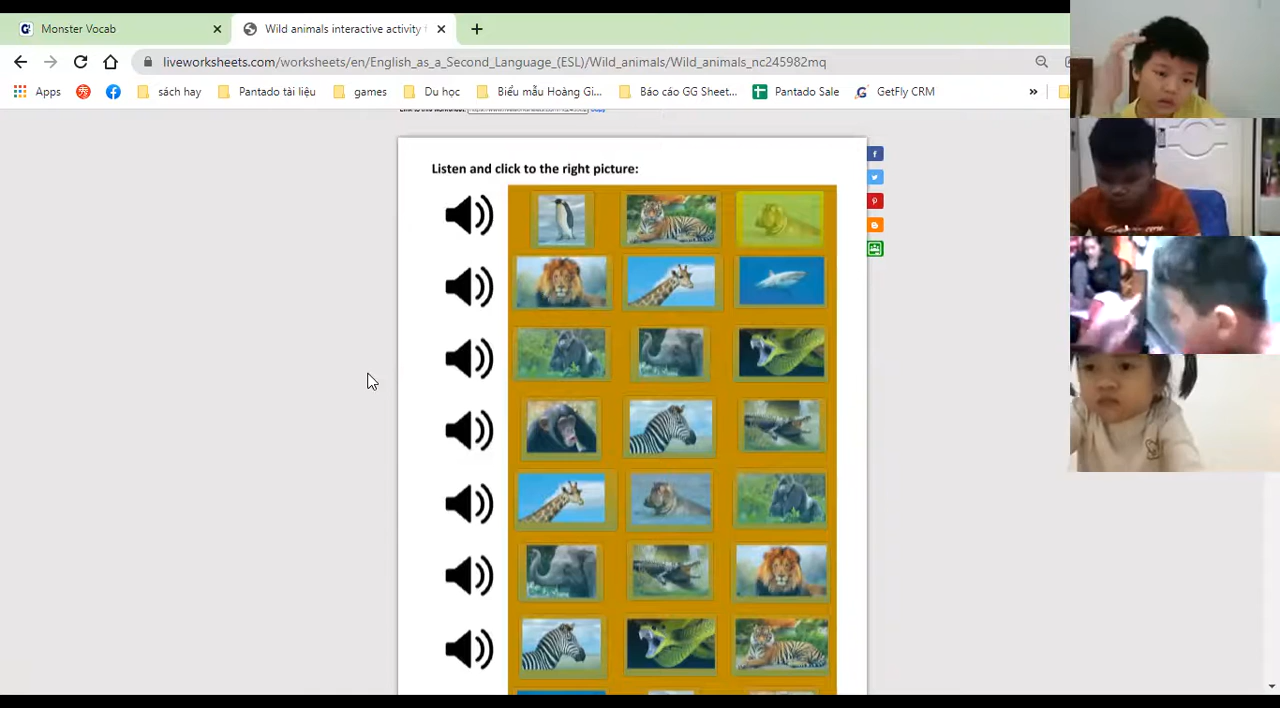 Monster Vocab
Wild animals interactive activity
liveworksheets.com/worksheets/en/English_as_a_Second_Language_(ESL)/Wild_animals/Wild_animals_nc245982mq
Apps sách hay Pantado tài liệu games Du học Biểu mẫu Hoàng Gi... Báo cáo GG Sheet... Pantado Sale GetFly CRM »
Listen and click to the right picture: